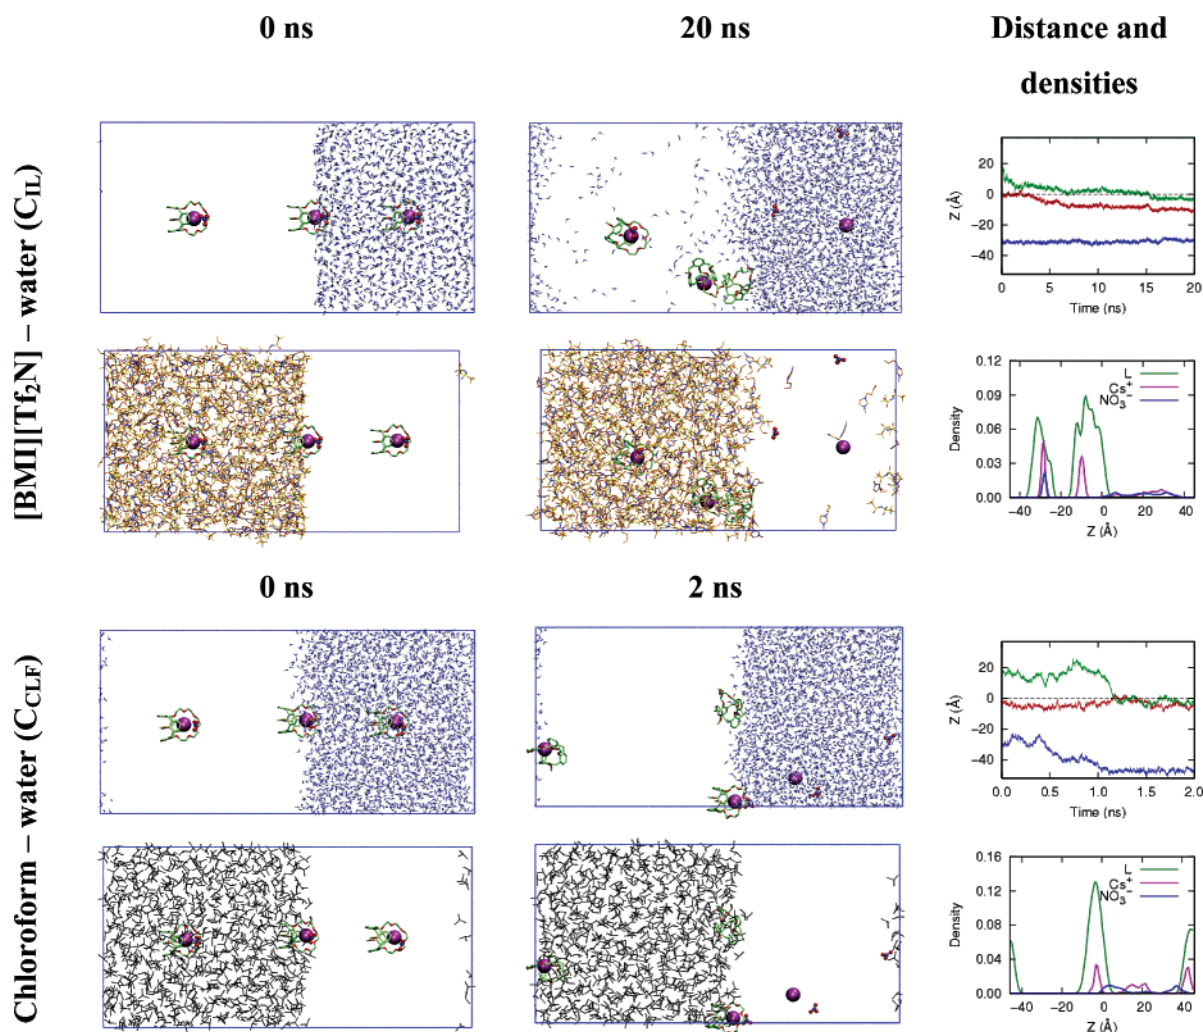 0 ns
20 ns
Distance and
densities
[BMI][Tf₂N] – water (C_IL)
20
0
−20
−40
Z (Å)
0
5
10
15
20
Time (ns)
0.12
0.09
0.06
0.03
0.00
Density
L
Cs⁺
NO₃⁻
−40
−20
0
20
40
Z (Å)
0 ns
2 ns
Chloroform – water (C_CLF)
20
0
−20
−40
Z (Å)
0.0
0.5
1.0
1.5
2.0
Time (ns)
0.16
0.12
0.08
0.04
0.00
Density
L
Cs⁺
NO₃⁻
−40
−20
0
20
40
Z (Å)